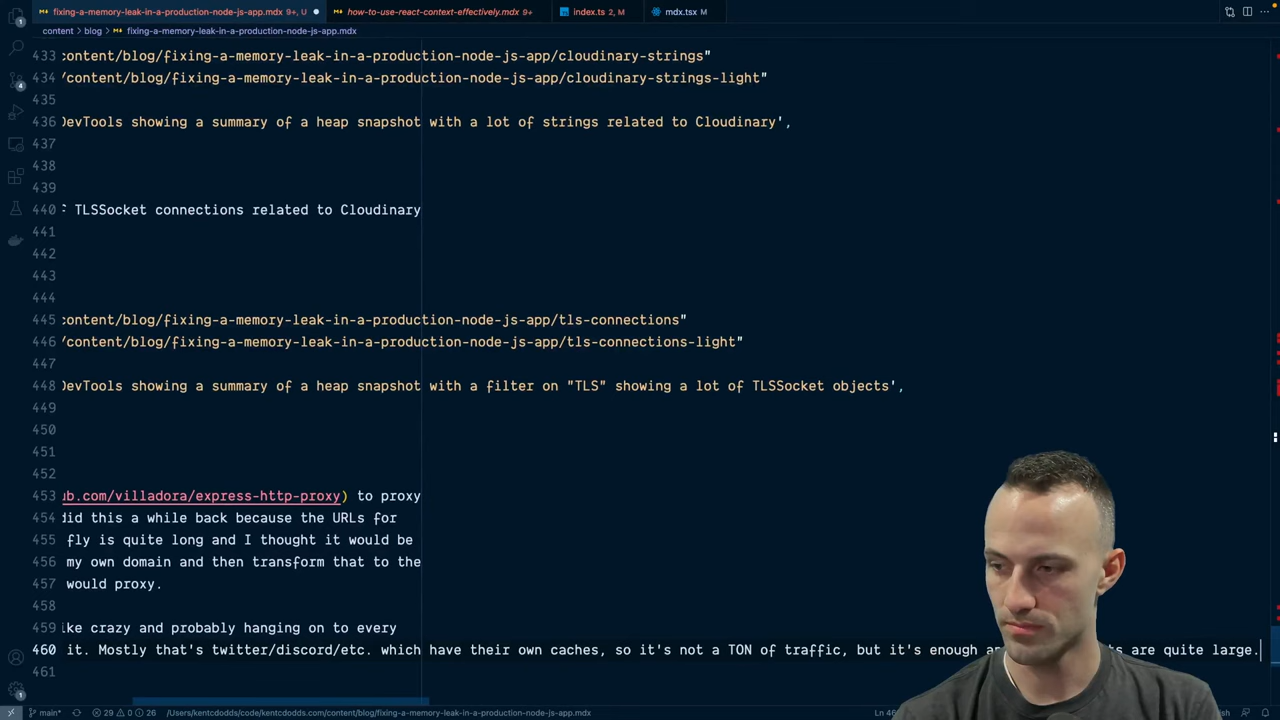 fixing-a-memory-leak-in-a-production-node-js-app.mdx 9+, U
how-to-use-react-context-effectively.mdx 9+
index.ts 2, M
mdx.tsx M
content > blog > fixing-a-memory-leak-in-a-production-node-js-app.mdx
433 content/blog/fixing-a-memory-leak-in-a-production-node-js-app/cloudinary-strings"
434 /content/blog/fixing-a-memory-leak-in-a-production-node-js-app/cloudinary-strings-light"
435
436 DevTools showing a summary of a heap snapshot with a lot of strings related to Cloudinary',
437
438
439
440 TLSSocket connections related to Cloudinary
441
442
443
444
445 content/blog/fixing-a-memory-leak-in-a-production-node-js-app/tls-connections"
446 /content/blog/fixing-a-memory-leak-in-a-production-node-js-app/tls-connections-light"
447
448 DevTools showing a summary of a heap snapshot with a filter on "TLS" showing a lot of TLSSocket objects',
449
450
451
452
453 ub.com/villadora/express-http-proxy) to proxy
454 did this a while back because the URLs for
455 fly is quite long and I thought it would be
456 my own domain and then transform that to the
457 would proxy.
458
459 ike crazy and probably hanging on to every
460 it. Mostly that's twitter/discord/etc. which have their own caches, so it's not a TON of traffic, but it's enough are quite large.
461
main* 29 0 26 /Users/kentcdodds/code/kentcdodds.com/content/blog/fixing-a-memory-leak-in-a-production-node-js-app.mdx